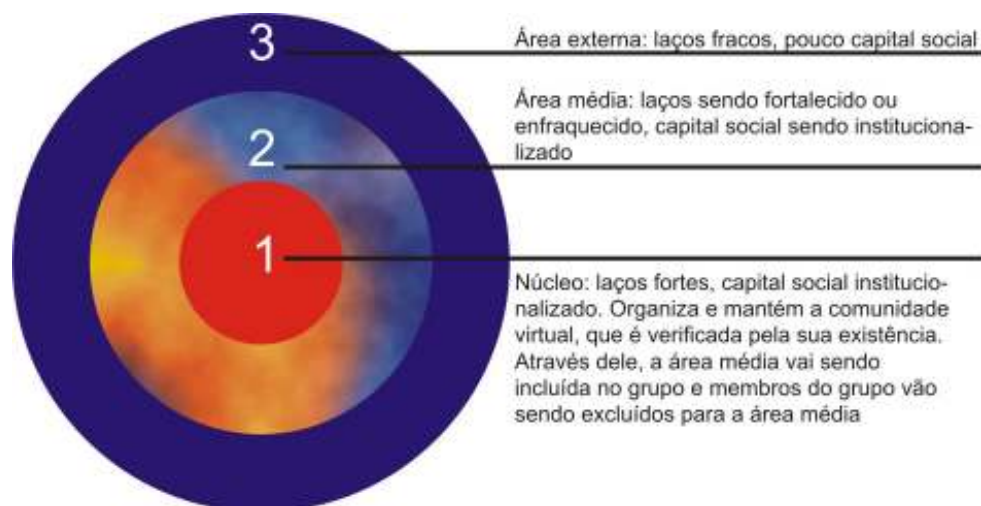 3
Área externa: laços fracos, pouco capital social
Área média: laços sendo fortalecido ou
enfraquecido, capital social sendo instituciona-
lizado
2
1
Núcleo: laços fortes, capital social institucio-
nalizado. Organiza e mantém a comunidade
virtual, que é verificada pela sua existência.
Através dele, a área média vai sendo
incluída no grupo e membros do grupo vão
sendo excluídos para a área média